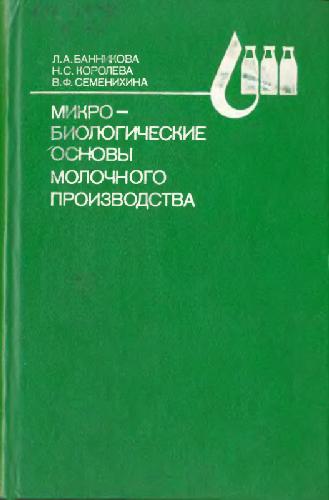 Л.А.БАННИКОВА
Н.С.КОРОЛЕВА
В.Ф.СЕМЕНИХИНА
МИКРО-
БИОЛОГИЧЕСКИЕ
ОСНОВЫ
МОЛОЧНОГО
ПРОИЗВОДСТВА